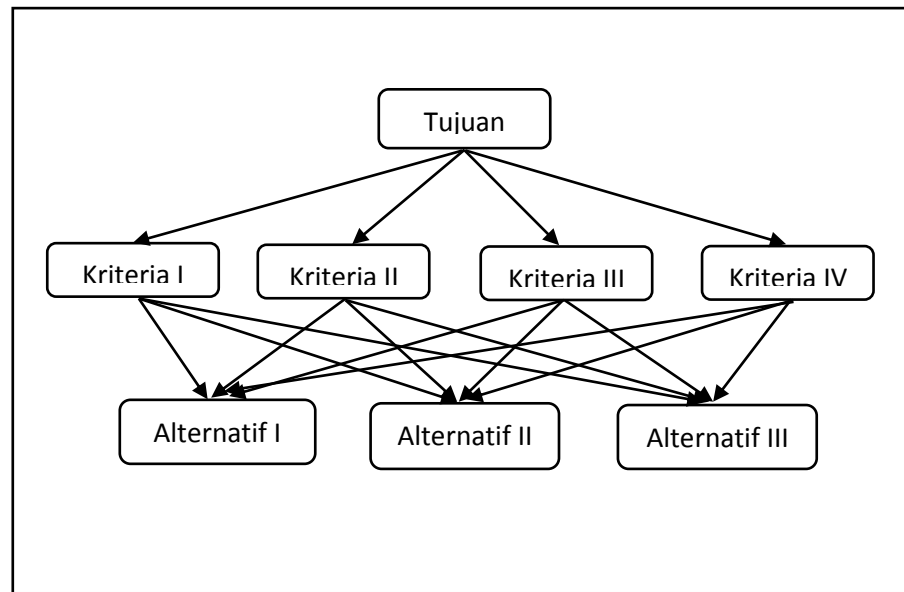 Tujuan
Kriteria I
Kriteria II
Kriteria III
Kriteria IV
Alternatif I
Alternatif II
Alternatif III